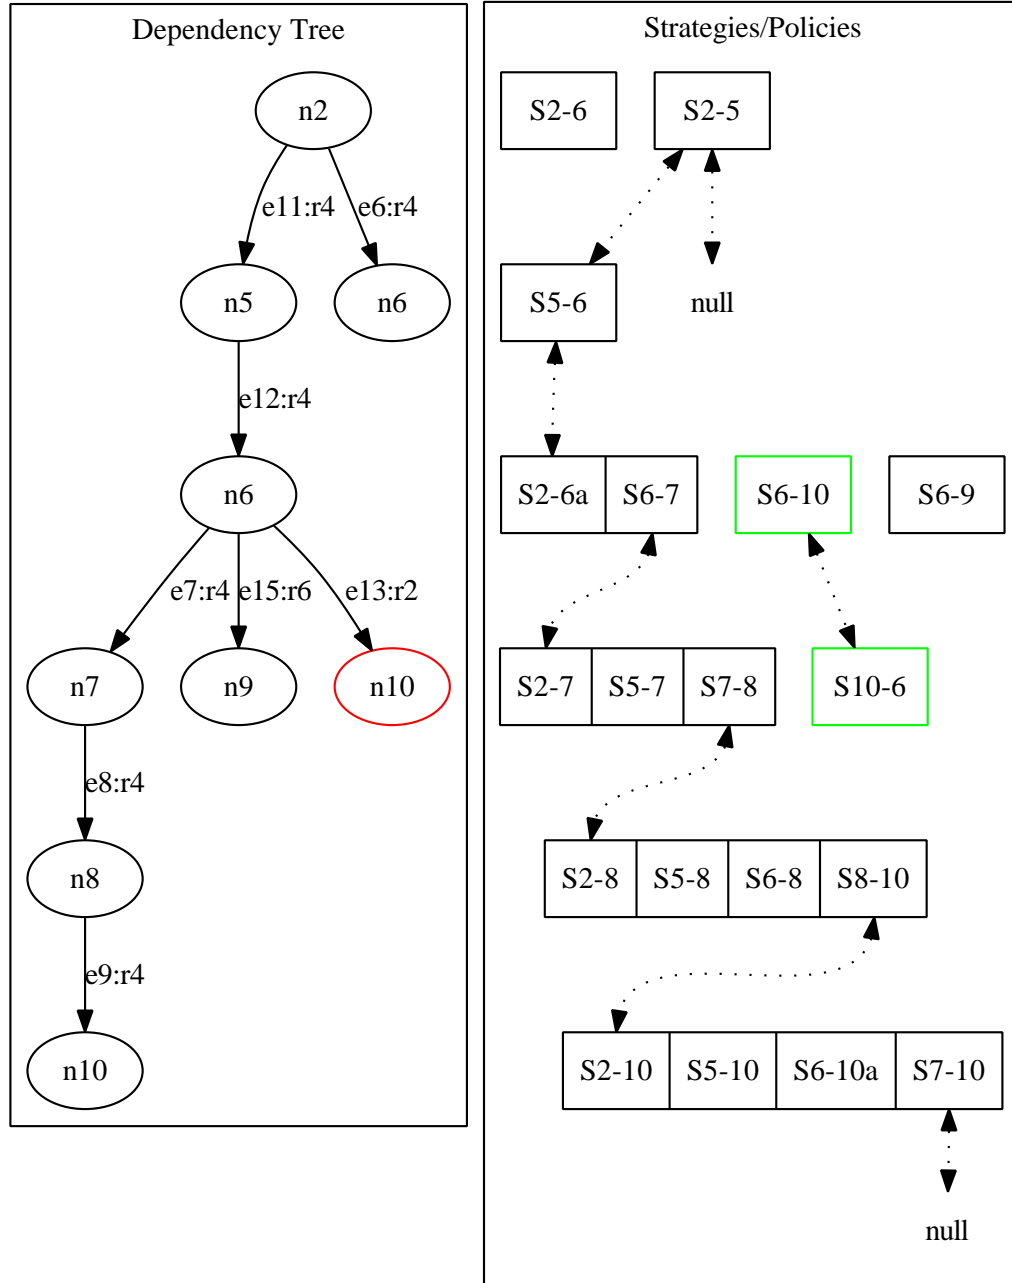 Dependency Tree
n2
e11:r4
e6:r4
n5
n6
e12:r4
n6
e7:r4
e15:r6
e13:r2
n7
n9
n10
e8:r4
n8
e9:r4
n10
Strategies/Policies
S2-6
S2-5
S5-6
null
S2-6a
S6-7
S6-10
S6-9
S2-7
S5-7
S7-8
S10-6
S2-8
S5-8
S6-8
S8-10
S2-10
S5-10
S6-10a
S7-10
null